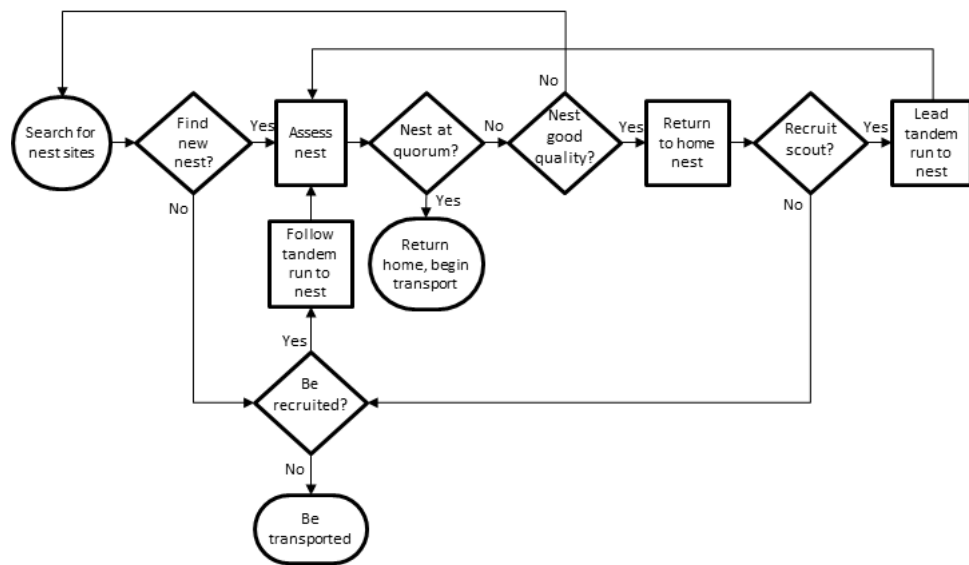 No
Search for
nest sites
Find
new
nest?
Yes
Assess
nest
Nest at
quorum?
No
Nest
good
quality?
Yes
Return
to home
nest
Recruit
scout?
Yes
Lead
tandem
run to
nest
No
Yes
No
Follow
tandem
run to
nest
Return
home, begin
transport
Yes
Be
recruited?
No
Be
transported